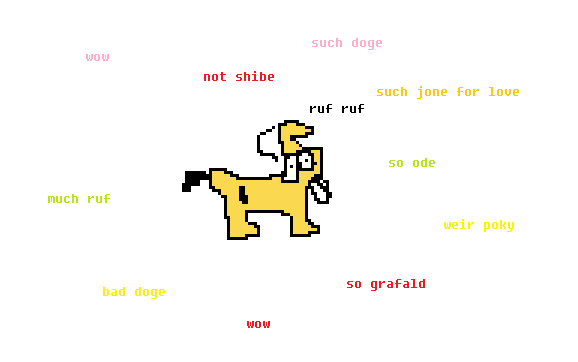 such doge
wow
not shibe
such jone for love
ruf ruf
so ode
much ruf
weir poky
so grafald
bad doge
wow